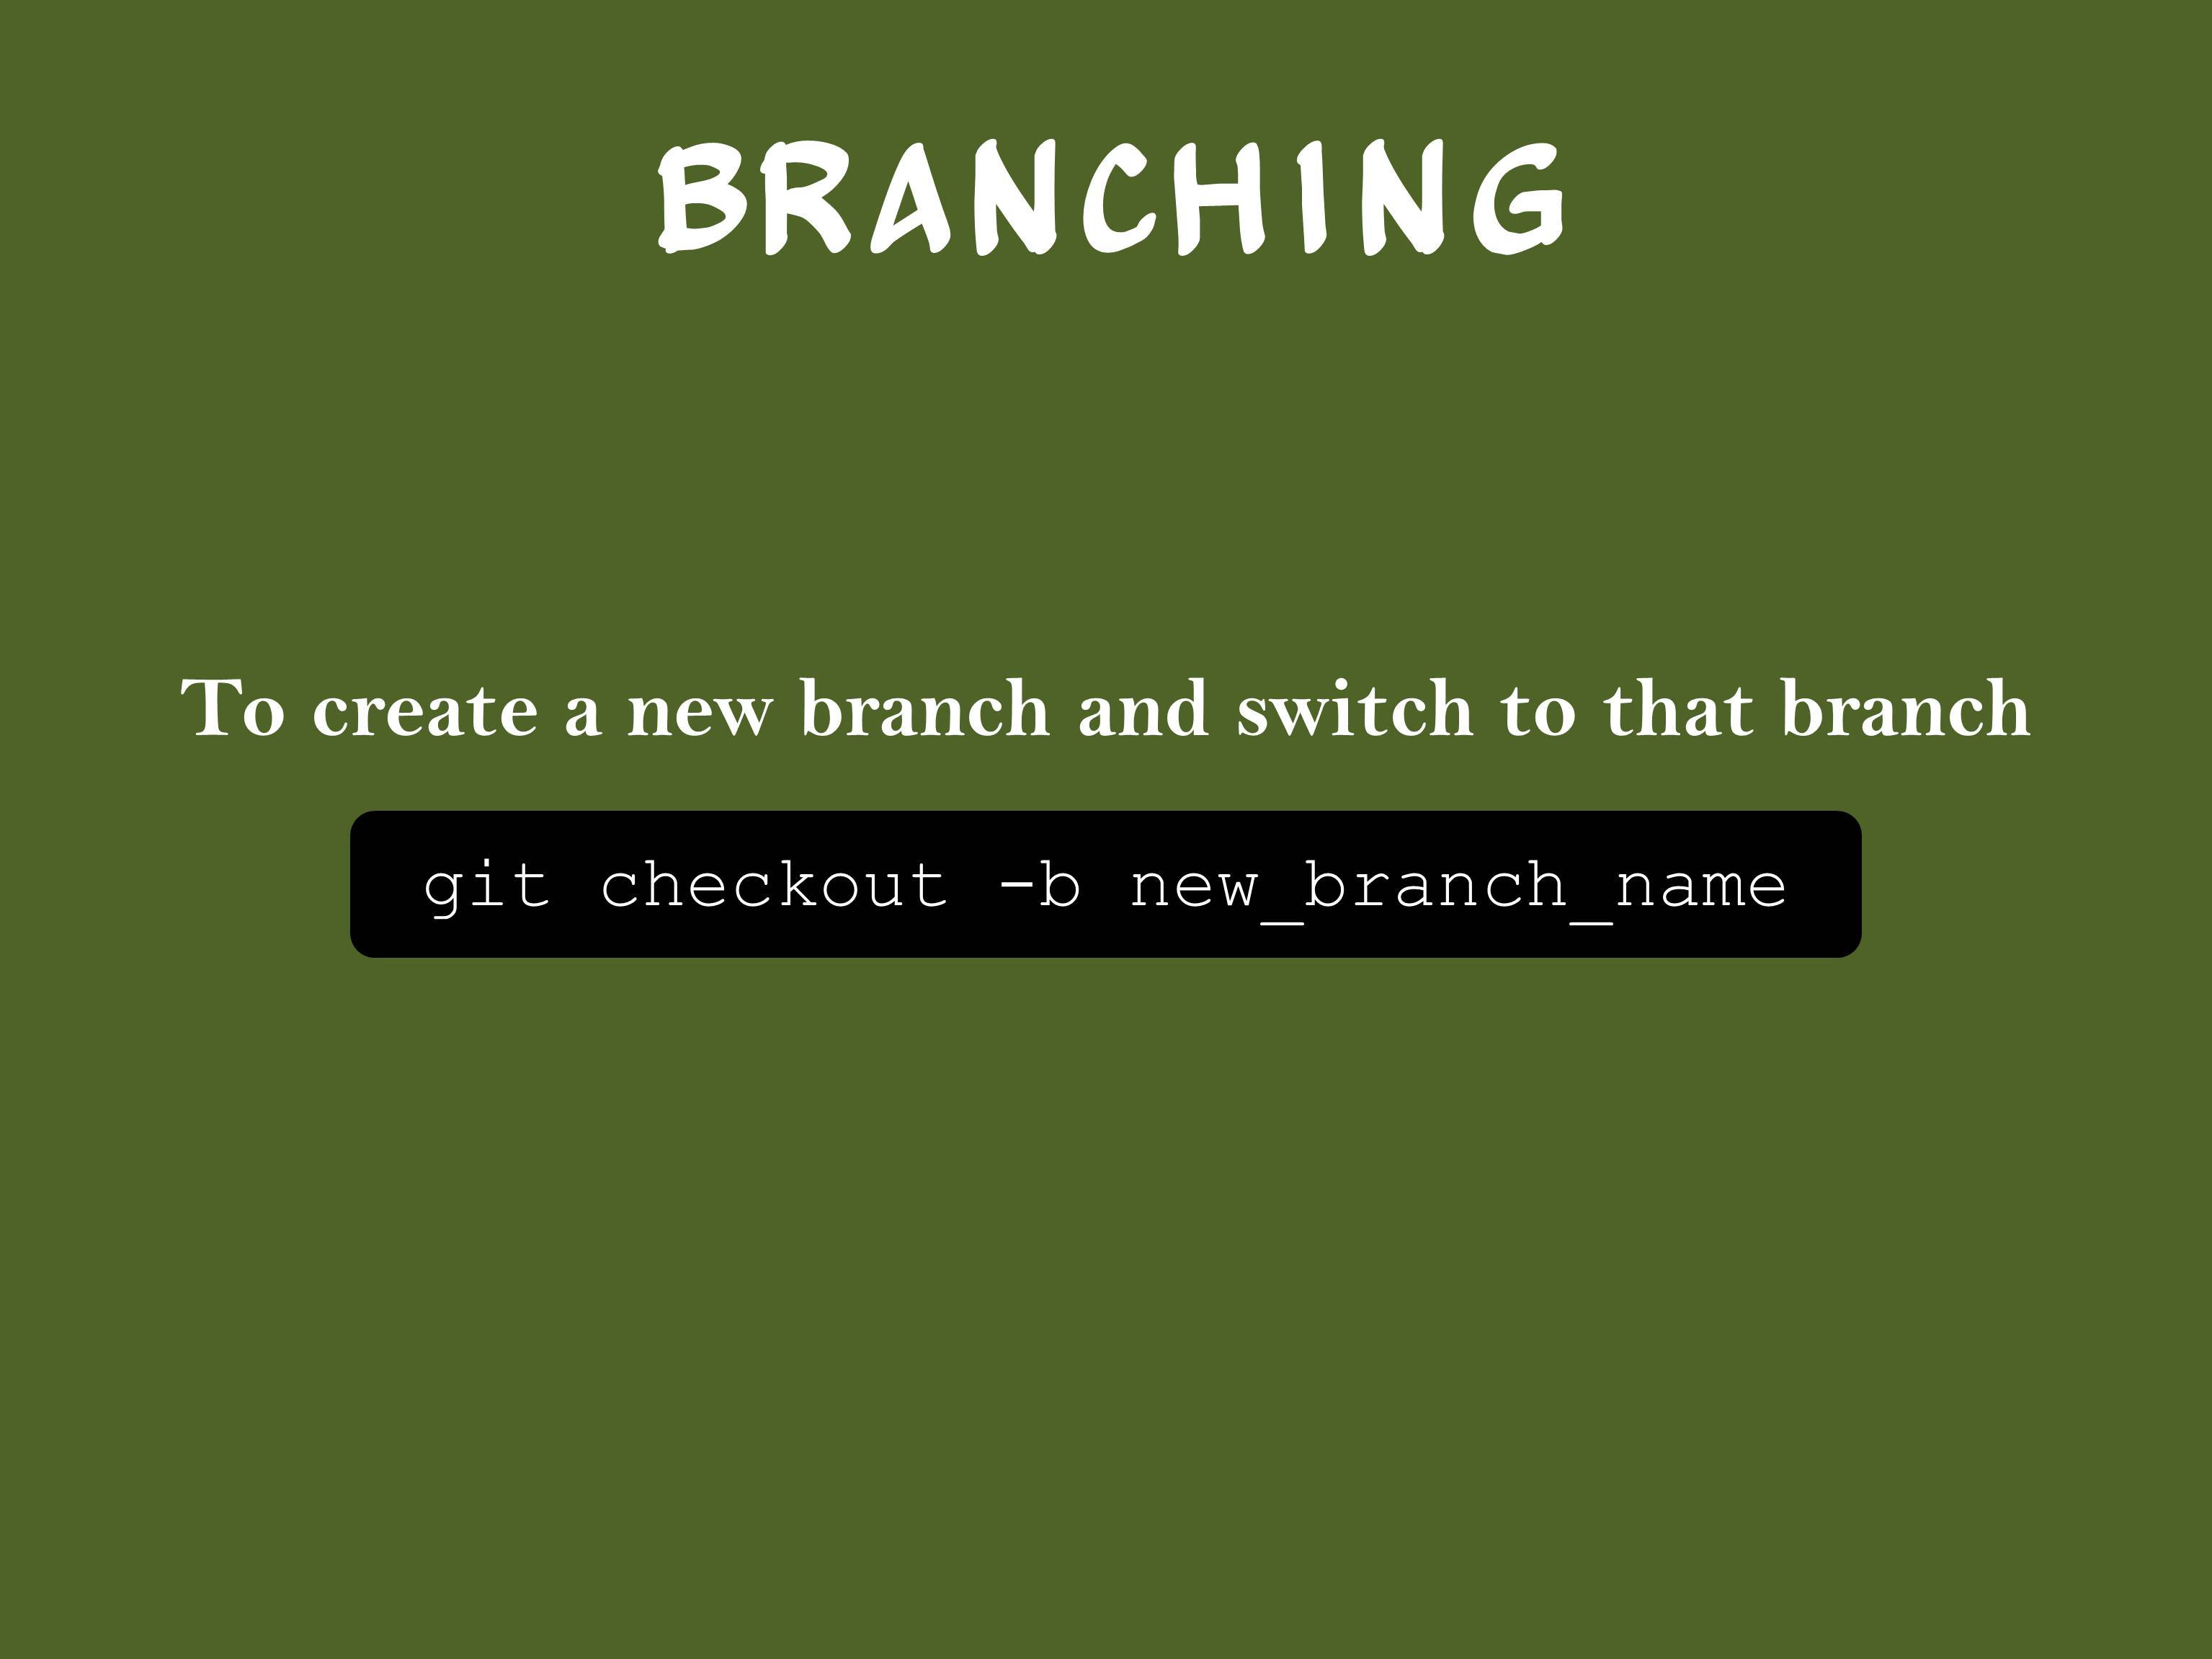 BRANCHING
To create a new branch and switch to that branch
git checkout -b new_branch_name